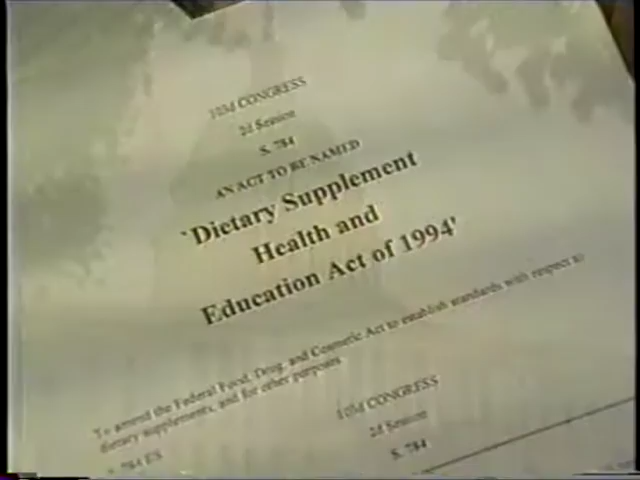 103d CONGRESS
2d Session
S. 784
AN ACT TO BE NAMED
`Dietary Supplement
Health and
Education Act of 1994'
To amend the Federal Food, Drug, and Cosmetic Act to establish standards with respect to
dietary supplements, and for other purposes.
103d CONGRESS
2d Session
S. 784
S. 784 ES